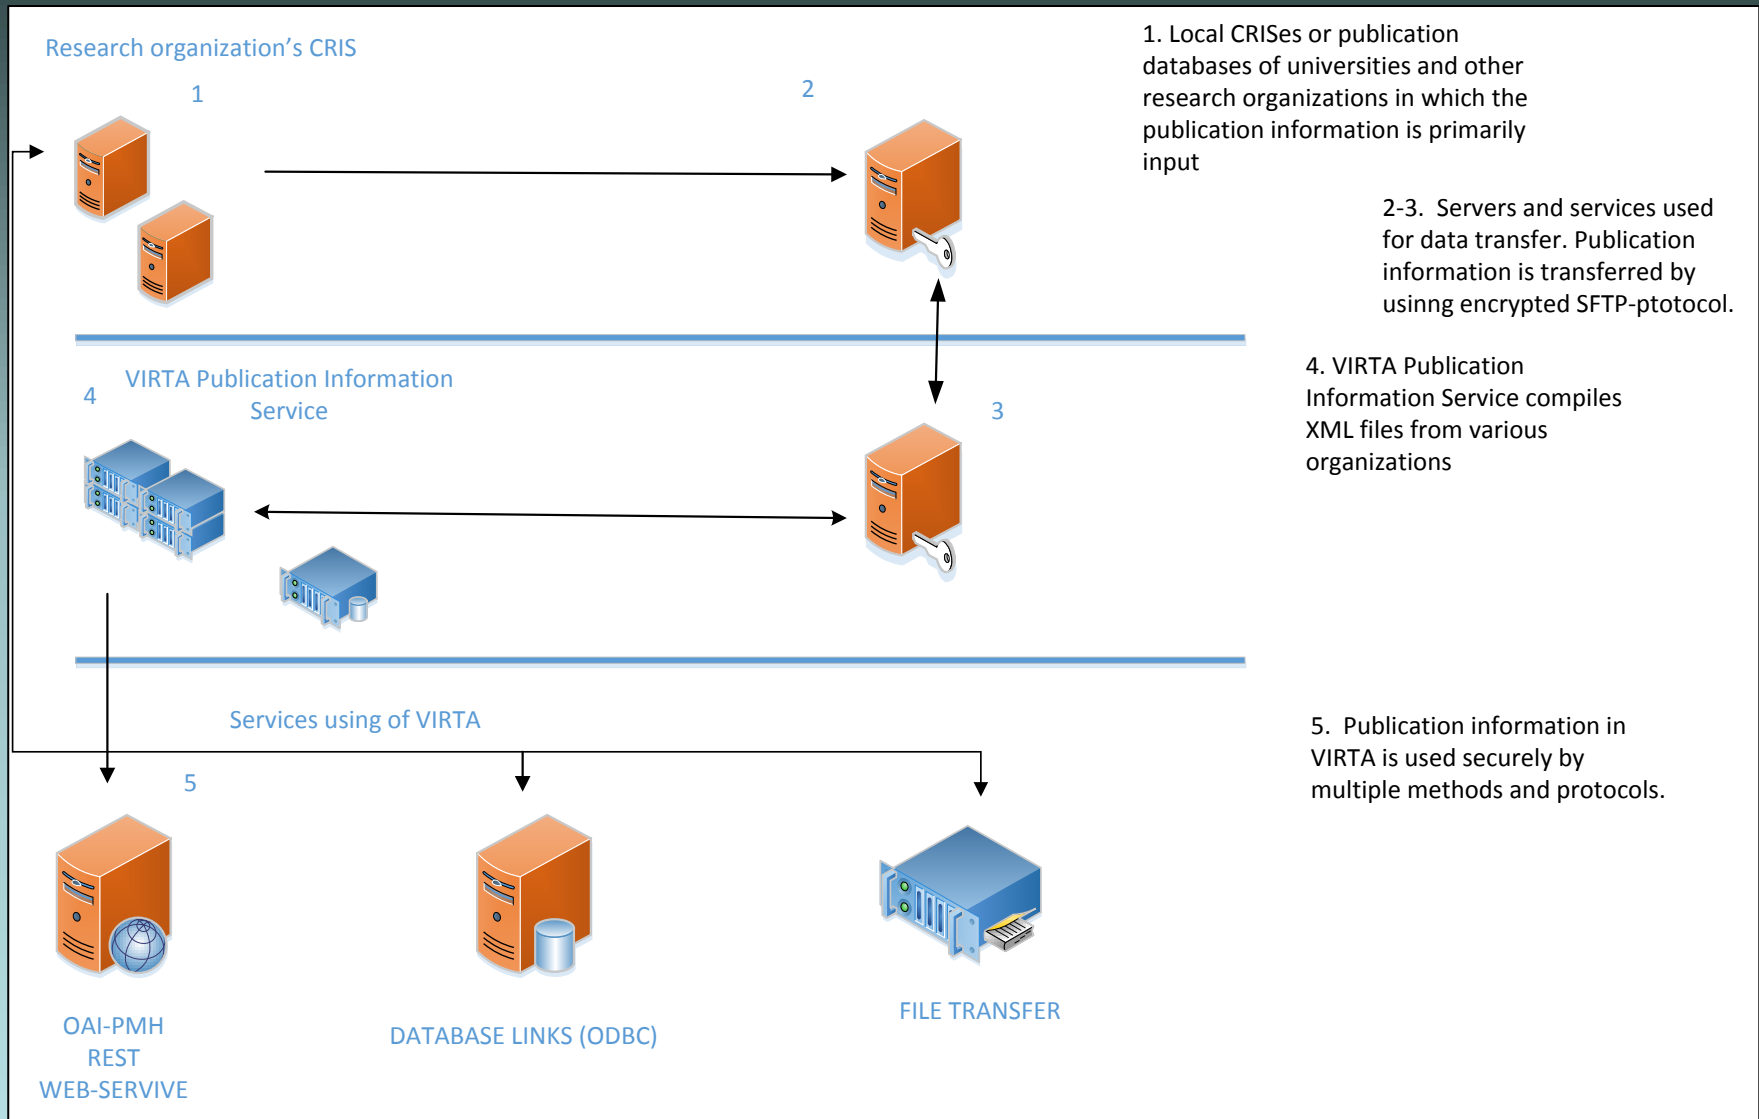 Research organization's CRIS
1
2
1. Local CRISes or publication
databases of universities and other
research organizations in which the
publication information is primarily
input
2-3.  Servers and services used
for data transfer. Publication
information is transferred by
usinng encrypted SFTP-ptotocol.
VIRTA Publication Information
Service
4
3
4. VIRTA Publication
Information Service compiles
XML files from various
organizations
Services using of VIRTA
5
5.  Publication information in
VIRTA is used securely by
multiple methods and protocols.
OAI-PMH
REST
WEB-SERVIVE
DATABASE LINKS (ODBC)
FILE TRANSFER